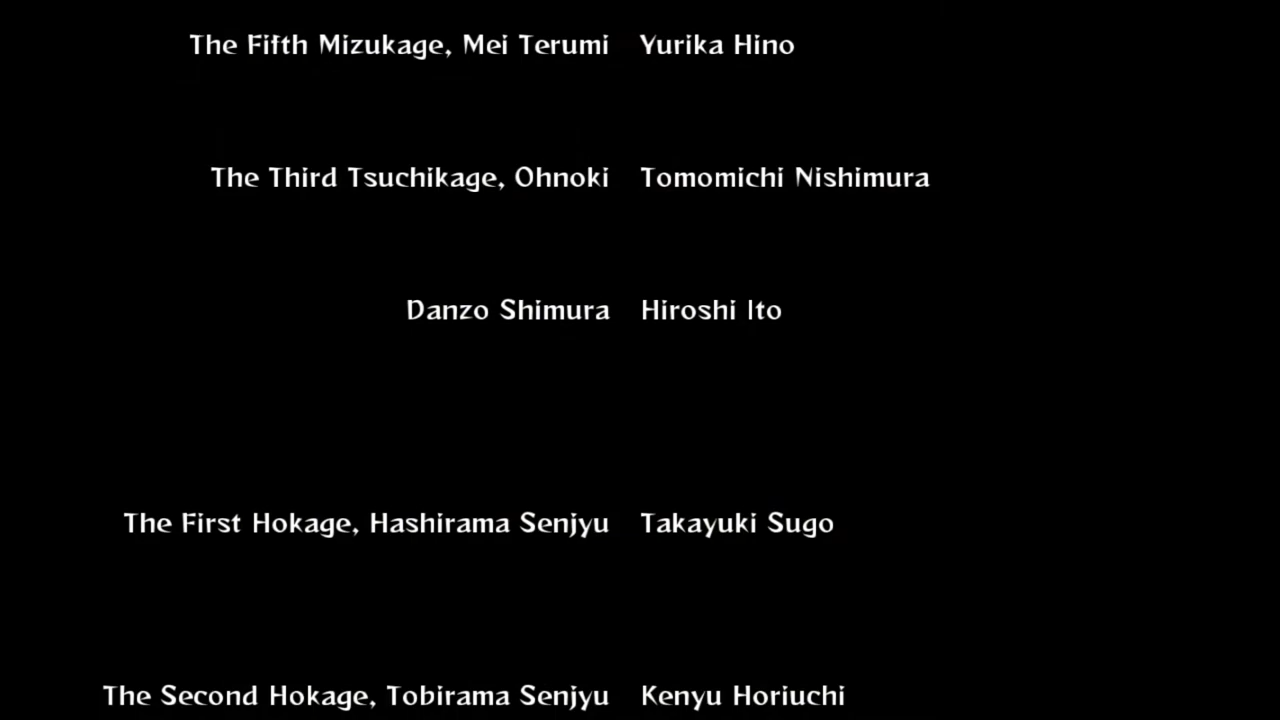 The Fifth Mizukage, Mei Terumi Yurika Hino
The Third Tsuchikage, Ohnoki Tomomichi Nishimura
Danzo Shimura Hiroshi Ito
The First Hokage, Hashirama Senjyu Takayuki Sugo
The Second Hokage, Tobirama Senjyu Kenyu Horiuchi